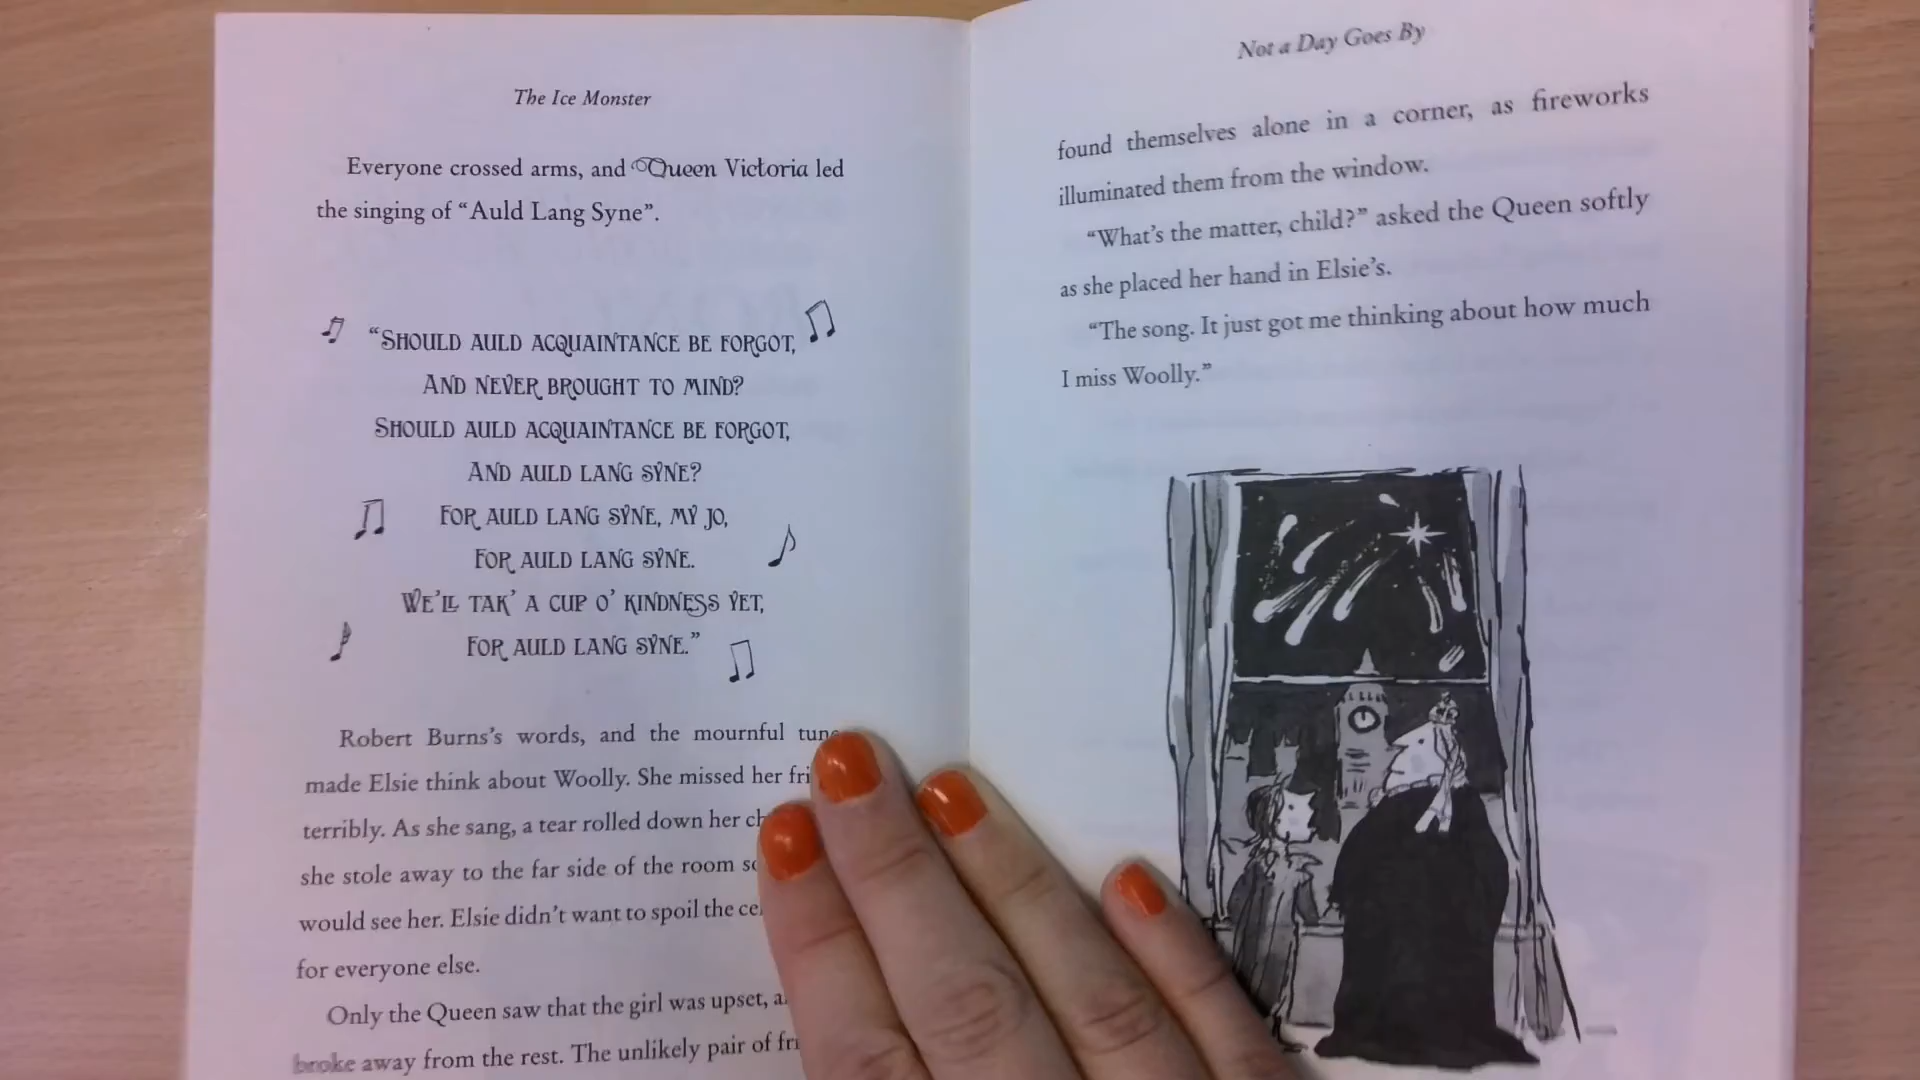 The Ice Monster
Everyone crossed arms, and Queen Victoria led
the singing of “Auld Lang Syne”.
“SHOULD AULD ACQUAINTANCE BE FORGOT,
AND NEVER BROUGHT TO MIND?
SHOULD AULD ACQUAINTANCE BE FORGOT,
AND AULD LANG SYNE?
FOR AULD LANG SYNE, MY JO,
FOR AULD LANG SYNE.
WE’LL TAK’ A CUP O’ KINDNESS YET,
FOR AULD LANG SYNE.”
Robert Burns’s words, and the mournful tune
made Elsie think about Woolly. She missed her
terribly. As she sang, a tear rolled down her
she stole away to the far side of the room
would see her. Elsie didn’t want to spoil the
for everyone else.
Only the Queen saw that the girl was upset,
broke away from the rest. The unlikely pair of
Not a Day Goes By
found themselves alone in a corner, as fireworks
illuminated them from the window.
“What’s the matter, child?” asked the Queen softly
as she placed her hand in Elsie’s.
“The song. It just got me thinking about how much
I miss Woolly.”